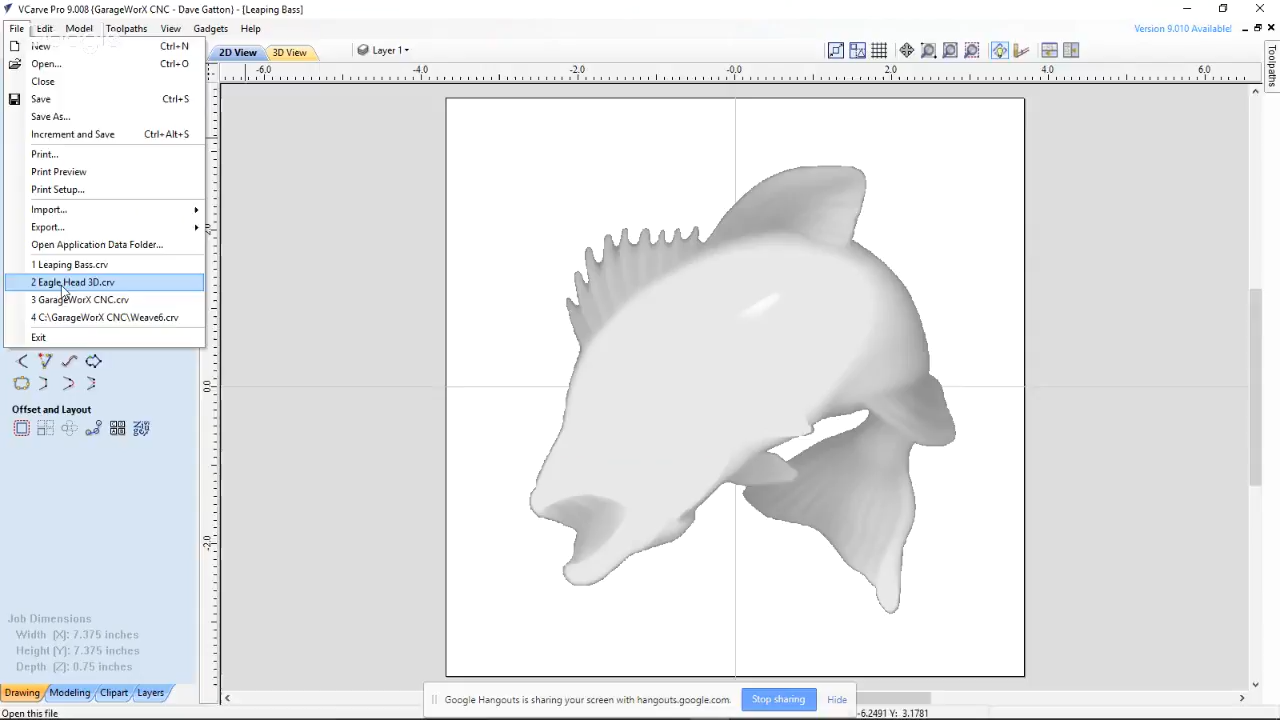 VCarve Pro 9.008 {GarageWorX CNC - Dave Gatton} - [Leaping Bass]
File Edit Model Toolpaths View Gadgets Help
Version 9.010 Available!
New Ctrl+N
Open... Ctrl+O
Close
Save Ctrl+S
Save As...
Increment and Save Ctrl+Alt+S
Print...
Print Preview
Print Setup...
Import...
Export...
Open Application Data Folder...
1 Leaping Bass.crv
2 Eagle Head 3D.crv
3 GarageWorX CNC.crv
4 C:\GarageWorX CNC\Weave6.crv
Exit
2D View 3D View Layer 1
Toolpaths
-6.0 -4.0 -2.0 -0.0 2.0 4.0 6.0
2.0
0.0
-2.0
Offset and Layout
Job Dimensions
Width (X): 7.375 inches
Height (Y): 7.375 inches
Depth (Z): 0.75 inches
Drawing Modeling Clipart Layers
Google Hangouts is sharing your screen with hangouts.google.com. Stop sharing Hide
Open this file
-6.2491 Y: 3.1781